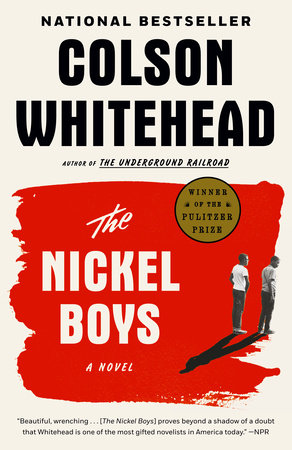 NATIONAL BESTSELLER
COLSON
WHITEHEAD
AUTHOR OF THE UNDERGROUND RAILROAD
WINNER
OF THE
PULITZER
PRIZE
The
NICKEL
BOYS
A NOVEL
"Beautiful, wrenching . . . [The Nickel Boys] proves beyond a shadow of a doubt
that Whitehead is one of the most gifted novelists in America today." —NPR